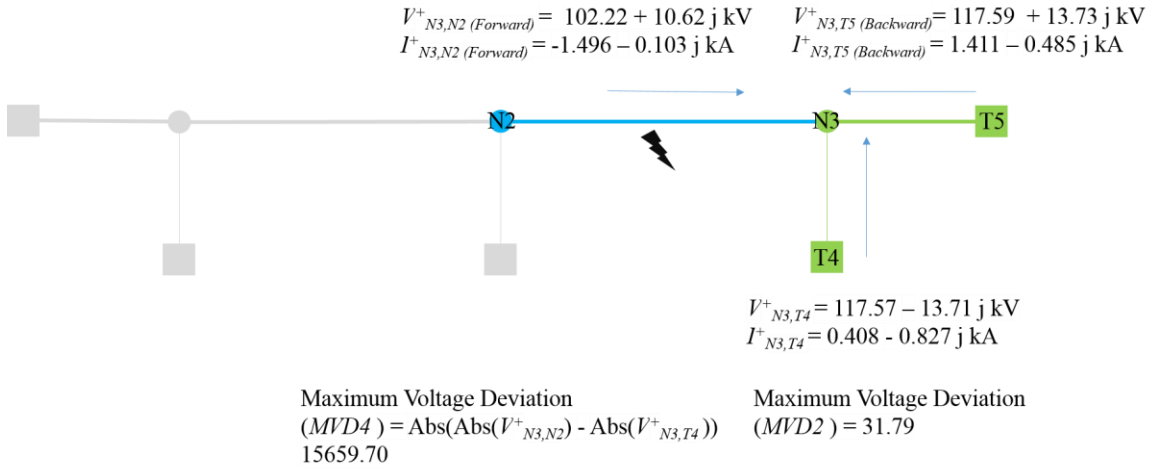 V⁺N3,N2 (Forward) = 102.22 + 10.62 j kV
I⁺N3,N2 (Forward) = -1.496 – 0.103 j kA
V⁺N3,T5 (Backward) = 117.59 + 13.73 j kV
I⁺N3,T5 (Backward) = 1.411 – 0.485 j kA
N2
N3
T5
T4
V⁺N3,T4 = 117.57 – 13.71 j kV
I⁺N3,T4 = 0.408 - 0.827 j kA
Maximum Voltage Deviation
(MVD4 ) = Abs(Abs(V⁺N3,N2) - Abs(V⁺N3,T4))
15659.70
Maximum Voltage Deviation
(MVD2 ) = 31.79